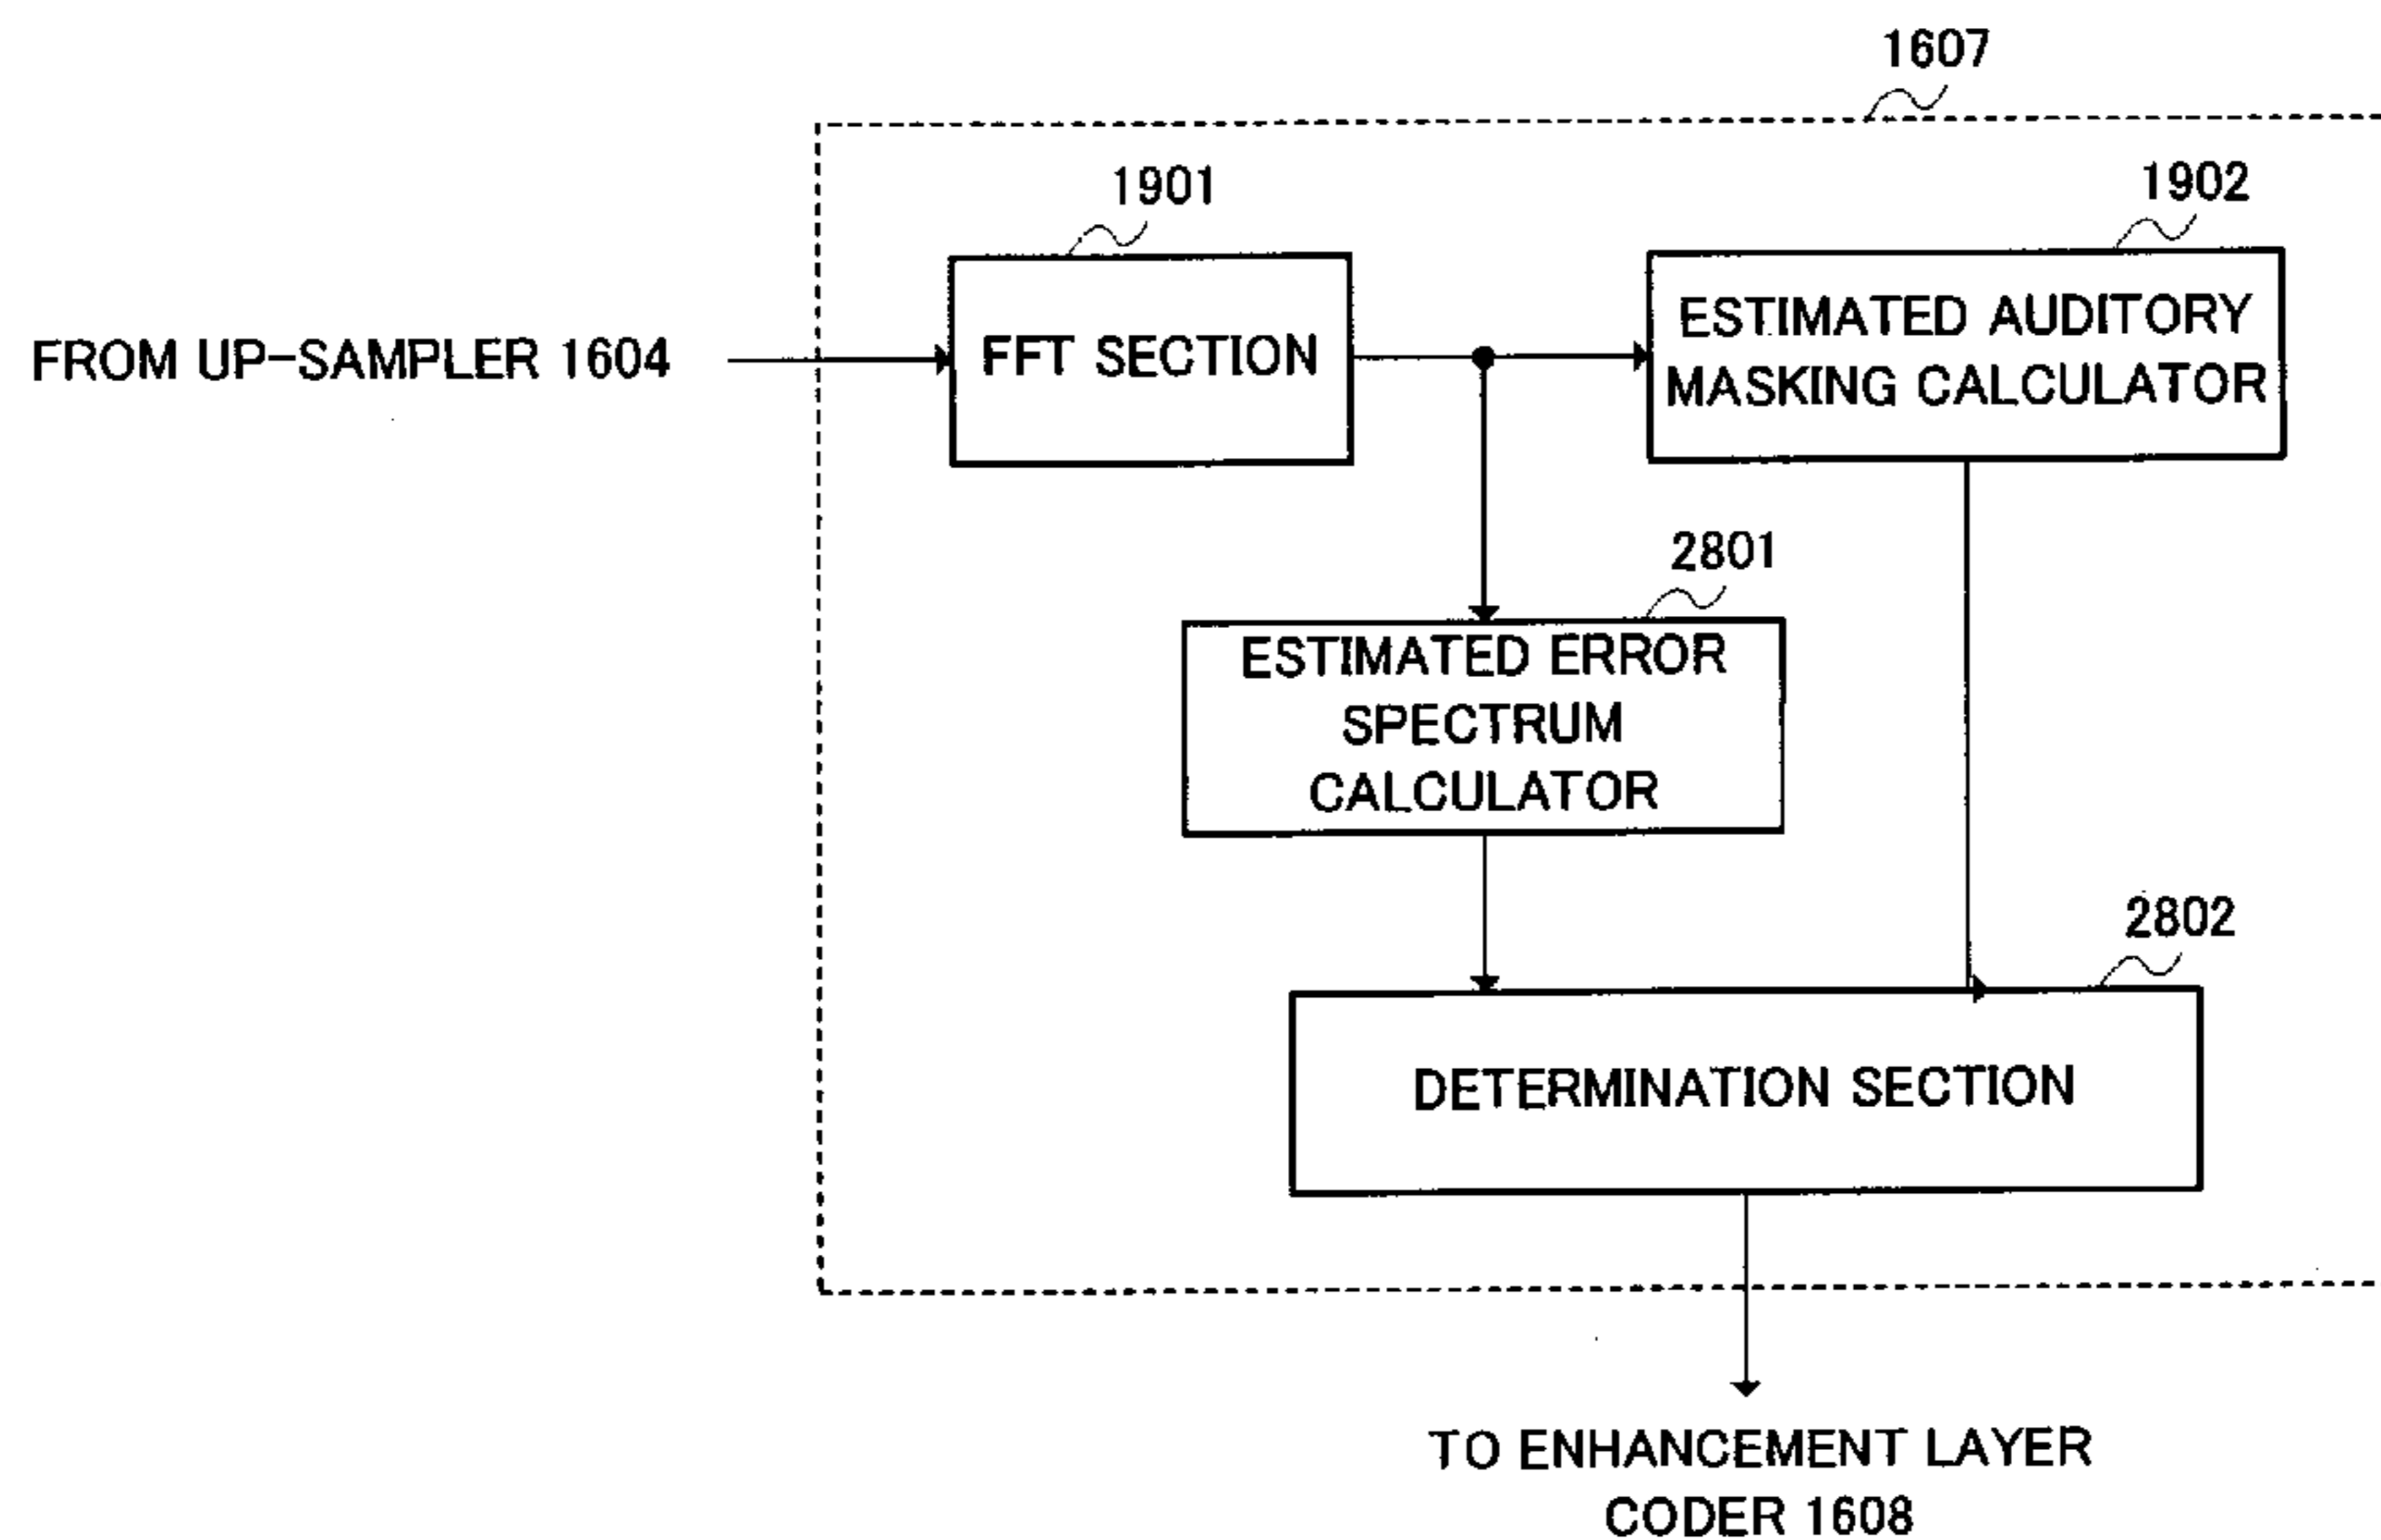 1607
1901
1902
FROM UP-SAMPLER 1604
FFT SECTION
ESTIMATED AUDITORY
MASKING CALCULATOR
2801
ESTIMATED ERROR
SPECTRUM
CALCULATOR
2802
DETERMINATION SECTION
TO ENHANCEMENT LAYER
CODER 1608